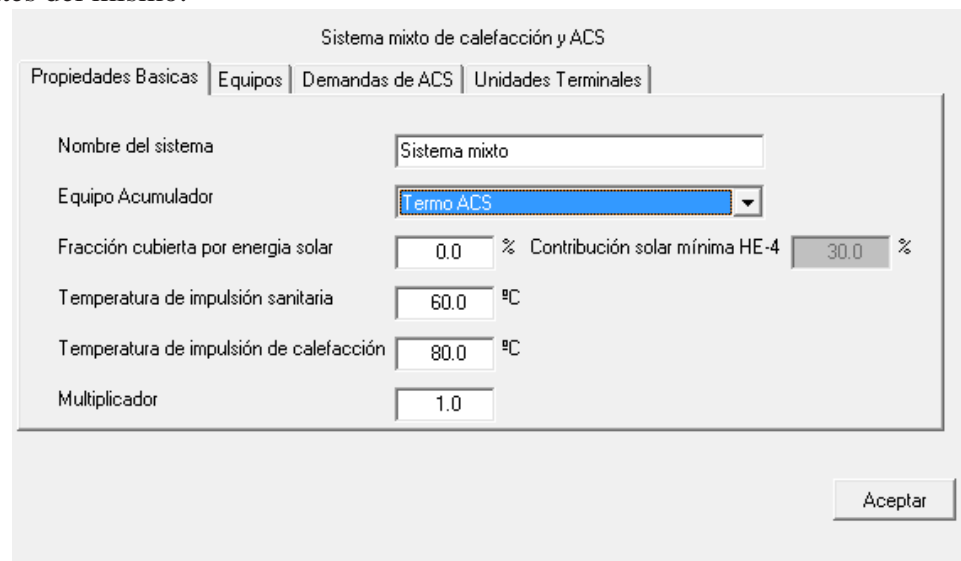 del mismo.
Sistema mixto de calefacción y ACS
Propiedades Basicas Equipos Demandas de ACS Unidades Terminales
Nombre del sistema Sistema mixto
Equipo Acumulador Termo ACS
Fracción cubierta por energia solar 0.0 % Contribución solar mínima HE-4 30.0 %
Temperatura de impulsión sanitaria 60.0 ºC
Temperatura de impulsión de calefacción 80.0 ºC
Multiplicador 1.0
Aceptar